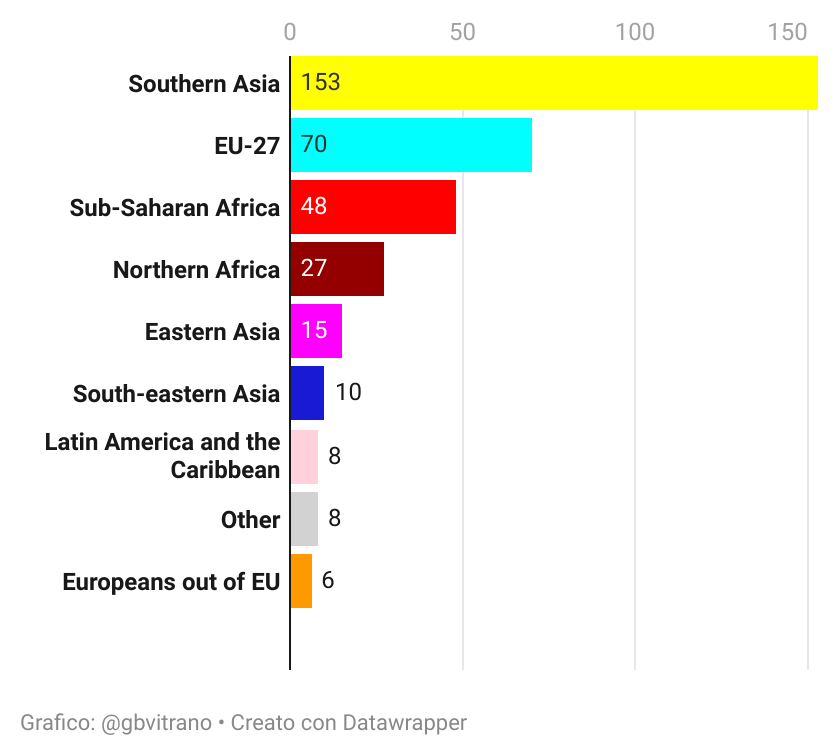 0 50 100 150
Southern Asia 153
EU-27 70
Sub-Saharan Africa 48
Northern Africa 27
Eastern Asia 15
South-eastern Asia 10
Latin America and the
Caribbean 8
Other 8
Europeans out of EU 6
Grafico: @gbvitrano • Creato con Datawrapper